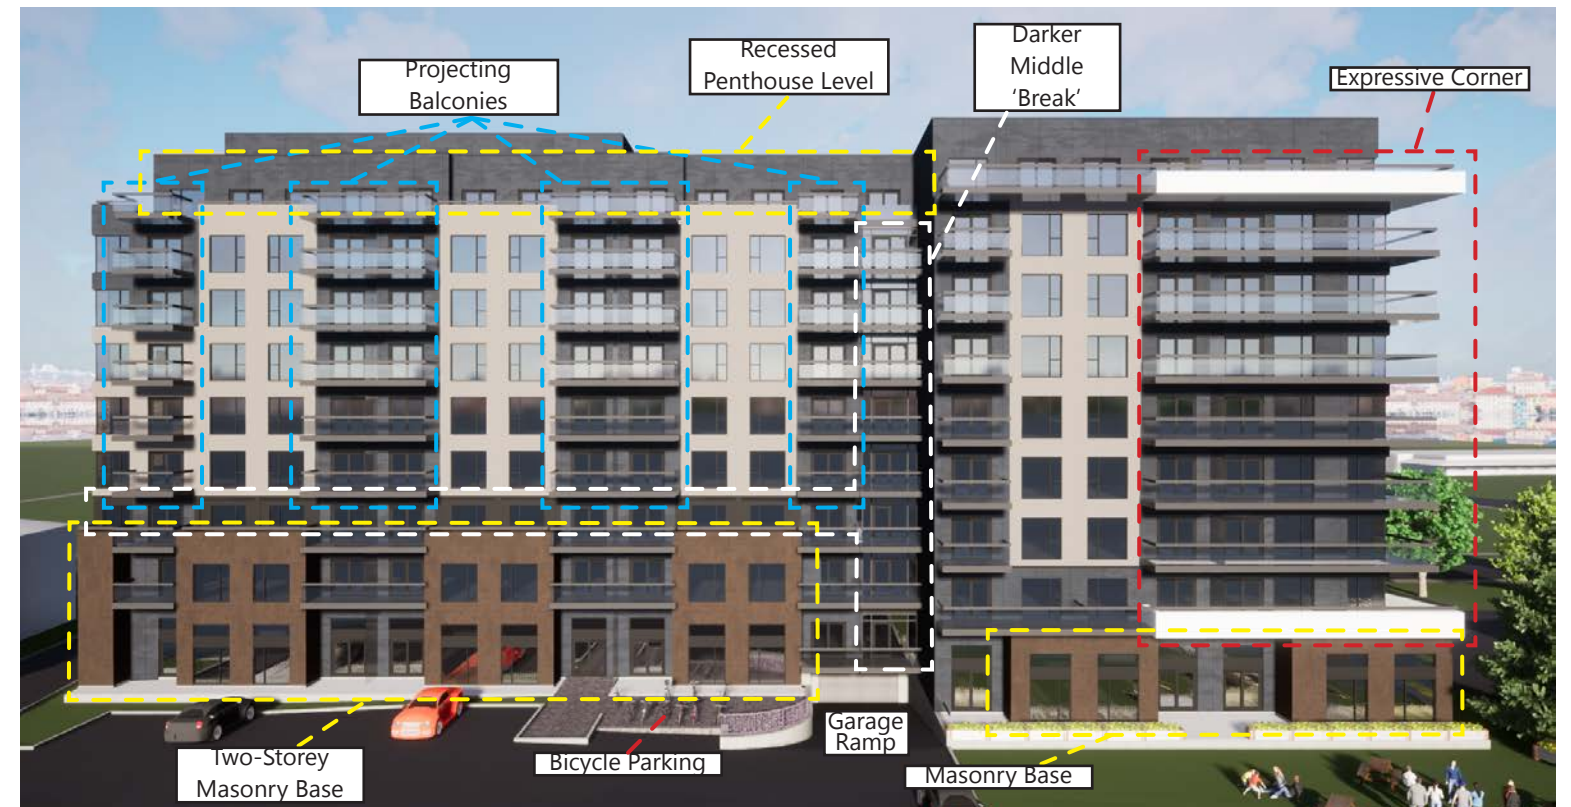 Projecting
Balconies
Recessed
Penthouse Level
Darker
Middle
‘Break’
Expressive Corner
Two-Storey
Masonry Base
Bicycle Parking
Garage
Ramp
Masonry Base